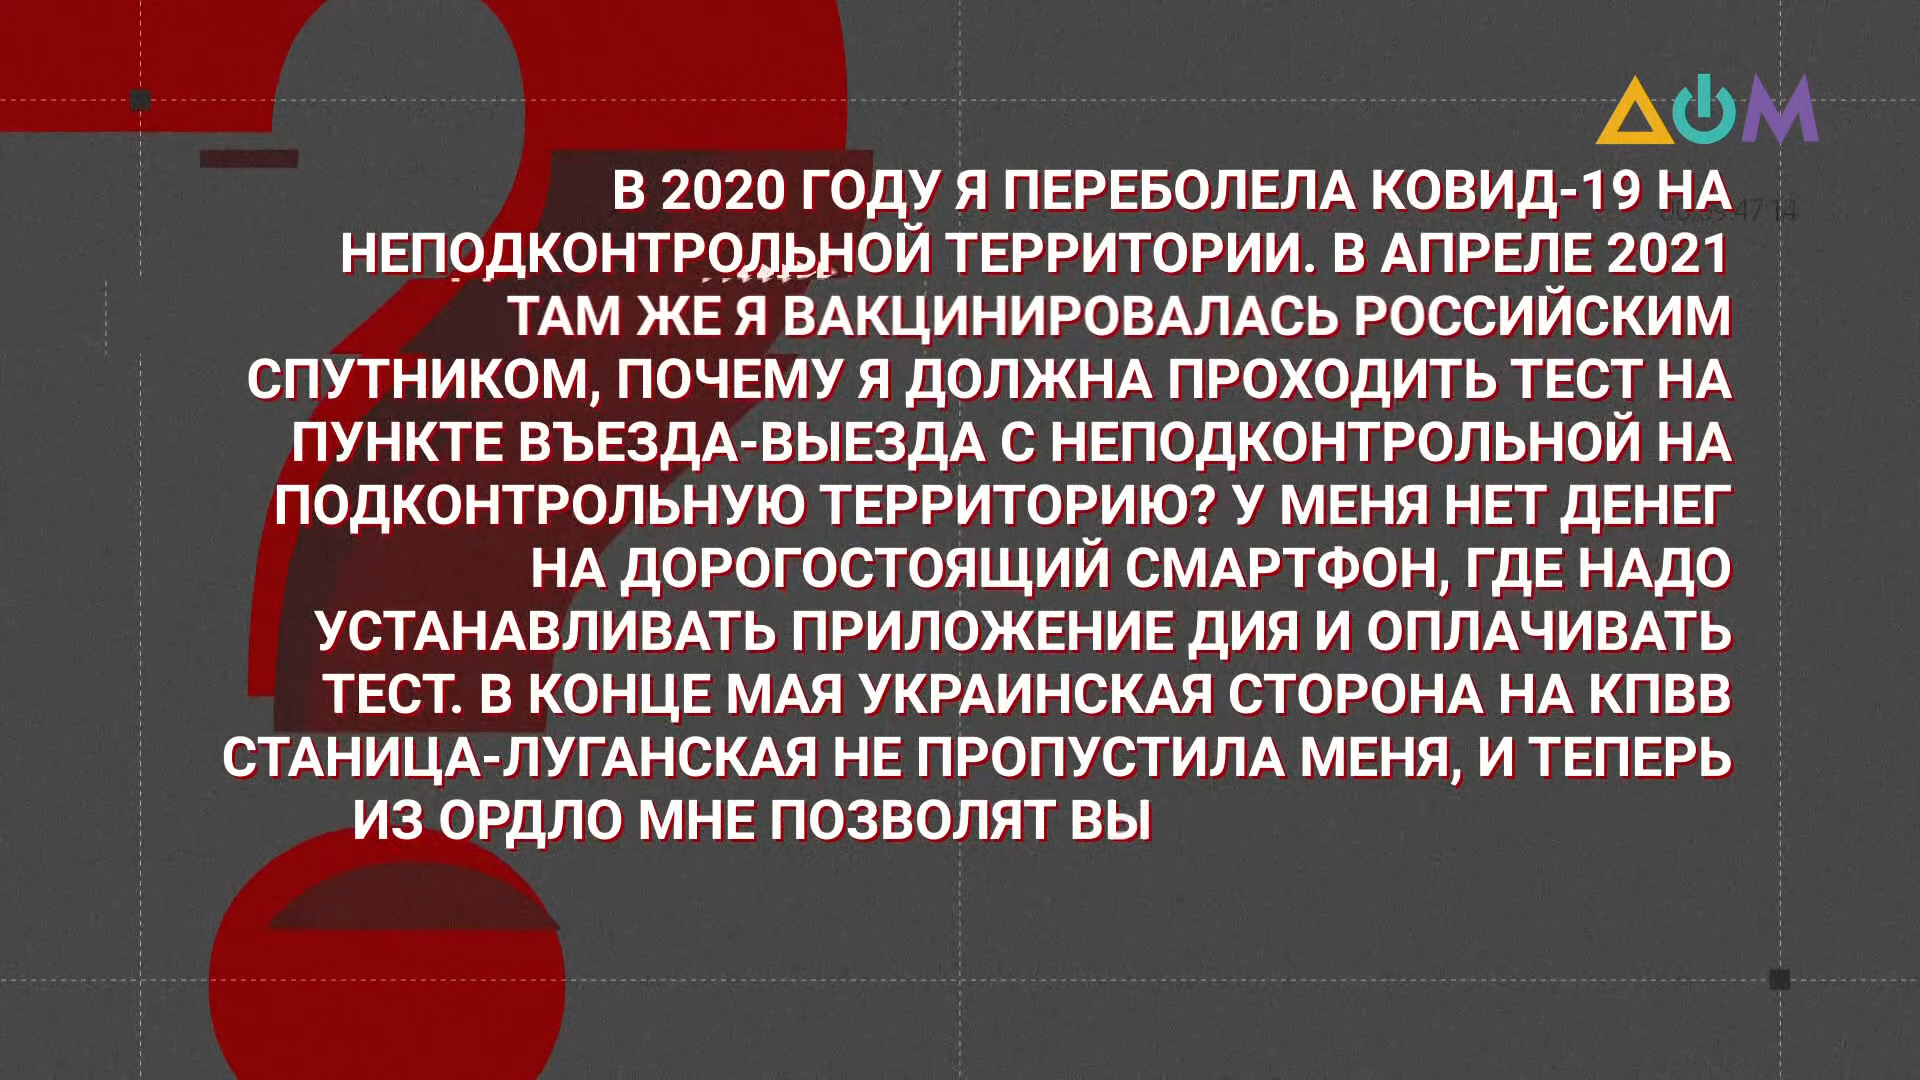 ДОМ
В 2020 ГОДУ Я ПЕРЕБОЛЕЛА КОВИД-19 НА
НЕПОДКОНТРОЛЬНОЙ ТЕРРИТОРИИ. В АПРЕЛЕ 2021
ТАМ ЖЕ Я ВАКЦИНИРОВАЛАСЬ РОССИЙСКИМ
СПУТНИКОМ, ПОЧЕМУ Я ДОЛЖНА ПРОХОДИТЬ ТЕСТ НА
ПУНКТЕ ВЪЕЗДА-ВЫЕЗДА С НЕПОДКОНТРОЛЬНОЙ НА
ПОДКОНТРОЛЬНУЮ ТЕРРИТОРИЮ? У МЕНЯ НЕТ ДЕНЕГ
НА ДОРОГОСТОЯЩИЙ СМАРТФОН, ГДЕ НАДО
УСТАНАВЛИВАТЬ ПРИЛОЖЕНИЕ ДИЯ И ОПЛАЧИВАТЬ
ТЕСТ. В КОНЦЕ МАЯ УКРАИНСКАЯ СТОРОНА НА КПВВ
СТАНИЦА-ЛУГАНСКАЯ НЕ ПРОПУСТИЛА МЕНЯ, И ТЕПЕРЬ
ИЗ ОРДЛО МНЕ ПОЗВОЛЯТ ВЫ